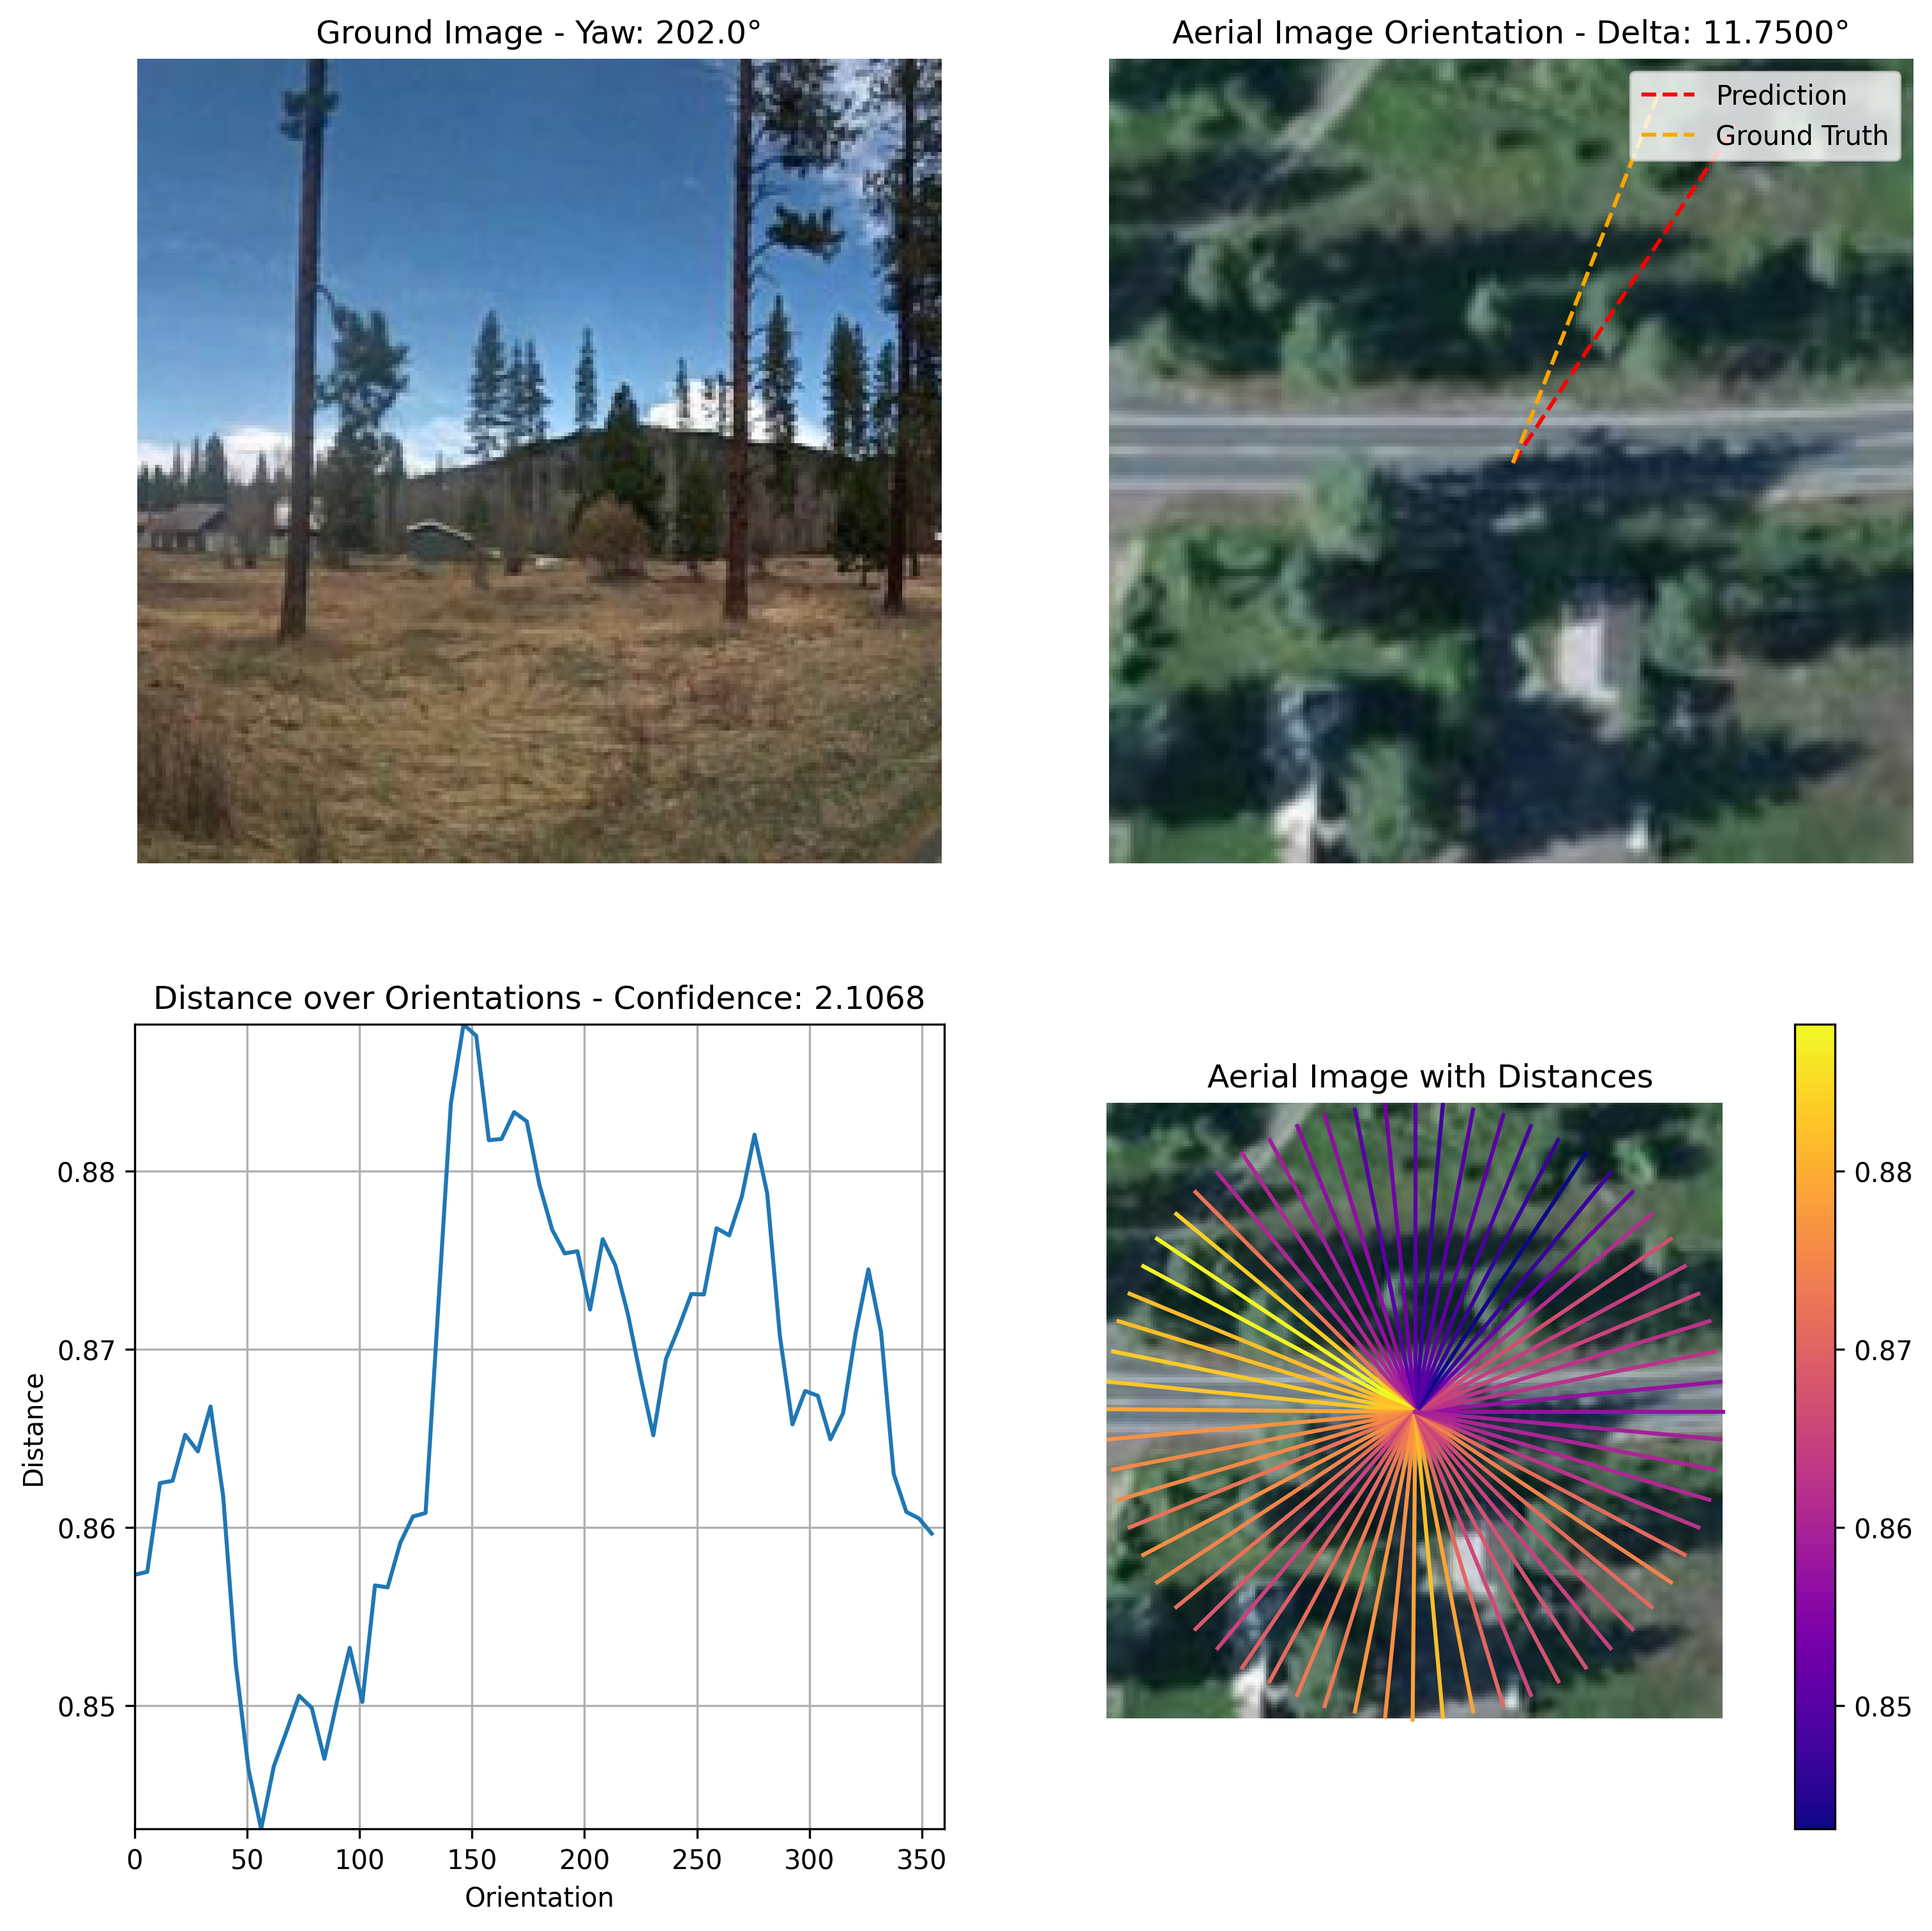 Ground Image - Yaw: 202.0°
Aerial Image Orientation - Delta: 11.7500°
Prediction
Ground Truth
Distance over Orientations - Confidence: 2.1068
0.88
0.87
0.86
0.85
Distance
0
50
100
150
200
250
300
350
Orientation
Aerial Image with Distances
0.88
0.87
0.86
0.85